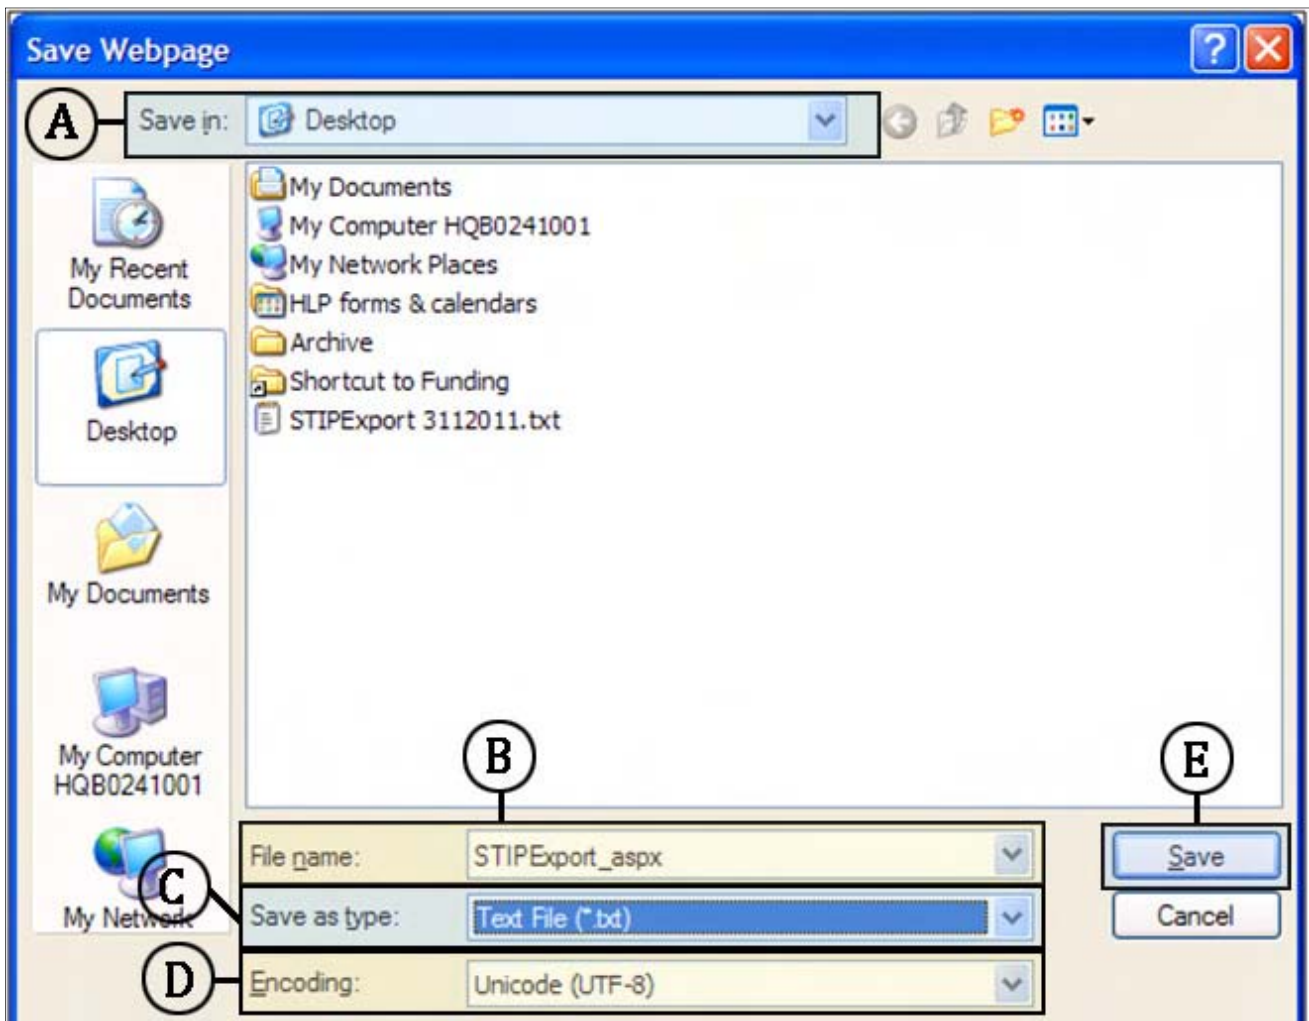 Save Webpage
A
Save in: Desktop
My Documents
My Computer HQB0241001
My Network Places
HLP forms & calendars
Archive
Shortcut to Funding
STIPExport 3112011.txt
My Recent
Documents
Desktop
My Documents
My Computer
HQB0241001
My Network
B
E
File name: STIPExport_aspx
Save
C
Save as type: Text File (*.txt)
Cancel
D
Encoding: Unicode (UTF-8)